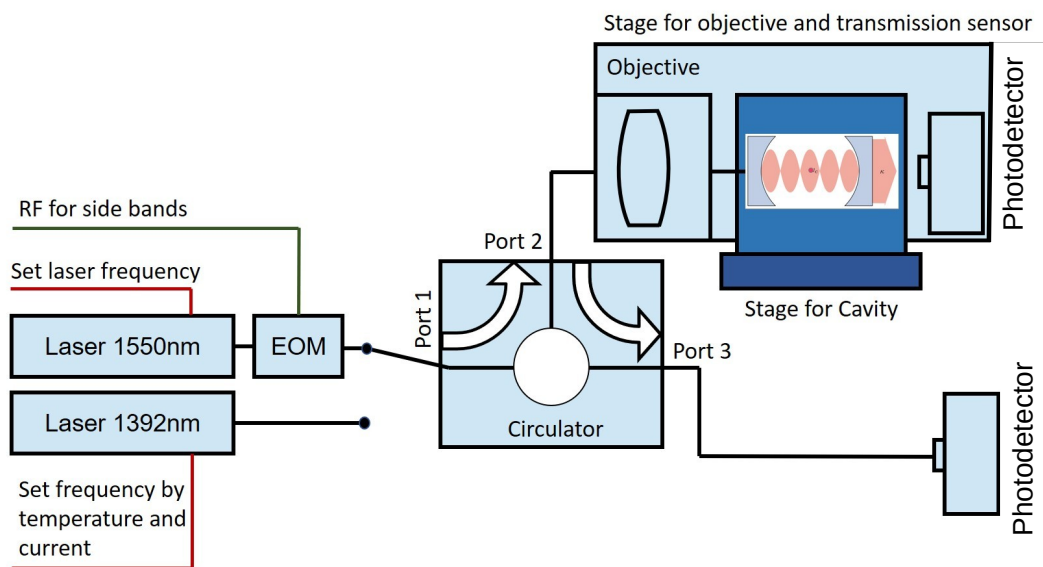 Stage for objective and transmission sensor
Objective
Photodetector
RF for side bands
Port 2
Set laser frequency
Port 1
Stage for Cavity
Laser 1550nm
EOM
Port 3
Laser 1392nm
Circulator
Photodetector
Set frequency by
temperature and
current